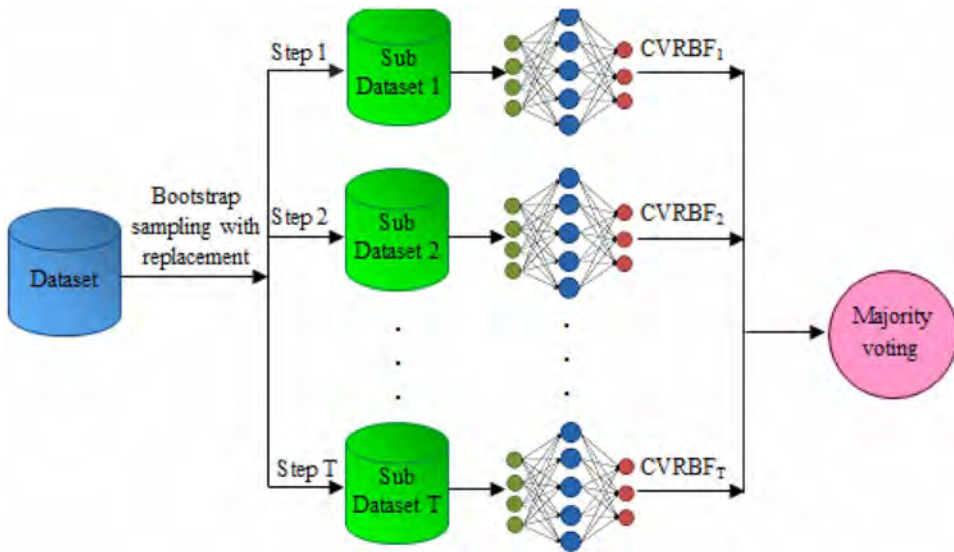 Step 1
Sub
Dataset 1
CVRBF1
Bootstrap
sampling with
replacement
Step 2
Sub
Dataset 2
CVRBF2
Dataset
Majority
voting
Step T
Sub
Dataset T
CVRBFT